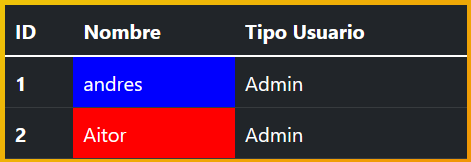 ID Nombre Tipo Usuario
1 andres Admin
2 Aitor Admin